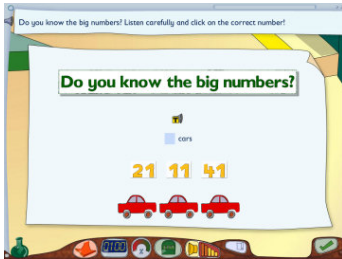 Do you know the big numbers? Listen carefully and click on the correct number!
Do you know the big numbers?
cars
21 11 41